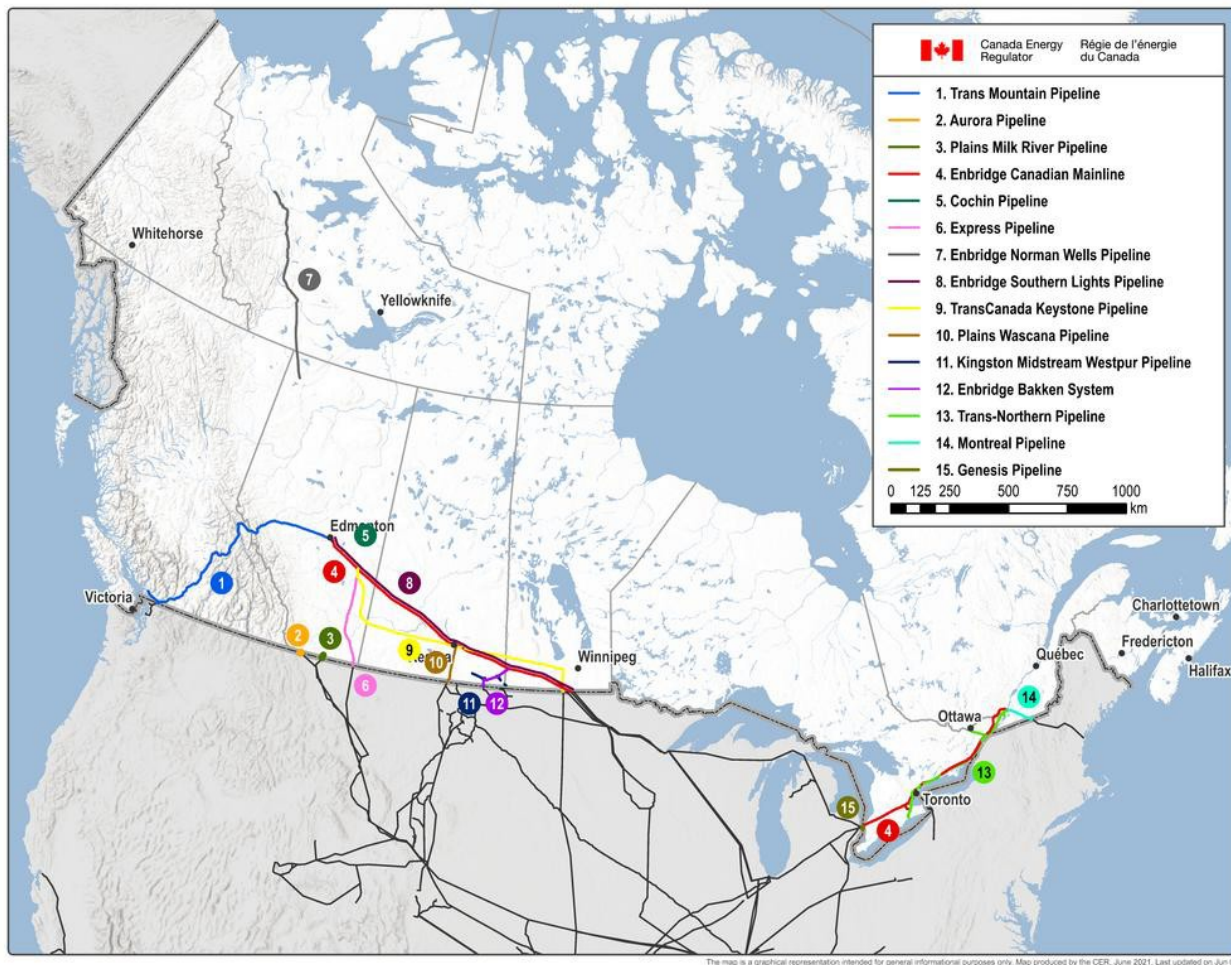 Canada Energy
Regulator
Régie de l'énergie
du Canada
1. Trans Mountain Pipeline
2. Aurora Pipeline
3. Plains Milk River Pipeline
4. Enbridge Canadian Mainline
5. Cochin Pipeline
6. Express Pipeline
7. Enbridge Norman Wells Pipeline
8. Enbridge Southern Lights Pipeline
9. TransCanada Keystone Pipeline
10. Plains Wascana Pipeline
11. Kingston Midstream Westpur Pipeline
12. Enbridge Bakken System
13. Trans-Northern Pipeline
14. Montreal Pipeline
15. Genesis Pipeline
0 125 250 500 750 1000
km
Whitehorse
7
Yellowknife
Edmonton
5
4
8
1
Victoria
2
3
9
10
Winnipeg
6
11
12
Charlottetown
Fredericton
Québec
Halifax
14
Ottawa
13
15
Toronto
4
The map is a graphical representation intended for general informational purposes only. Map produced by the CER, June 2021. Last updated on